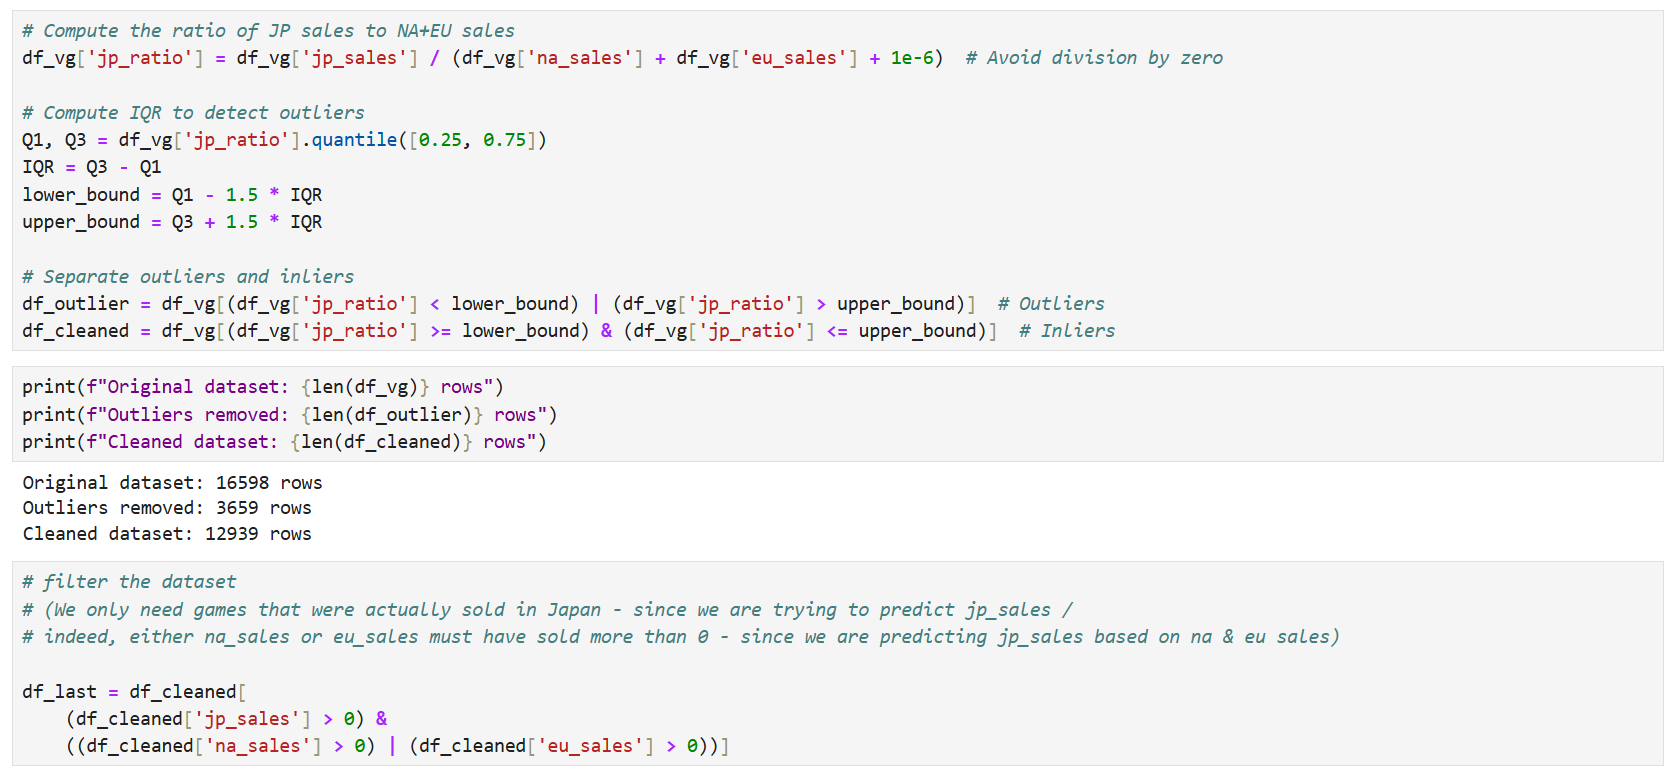 # Compute the ratio of JP sales to NA+EU sales
df_vg['jp_ratio'] = df_vg['jp_sales'] / (df_vg['na_sales'] + df_vg['eu_sales'] + 1e-6)  # Avoid division by zero
# Compute IQR to detect outliers
Q1, Q3 = df_vg['jp_ratio'].quantile([0.25, 0.75])
IQR = Q3 - Q1
lower_bound = Q1 - 1.5 * IQR
upper_bound = Q3 + 1.5 * IQR
# Separate outliers and inliers
df_outlier = df_vg[(df_vg['jp_ratio'] < lower_bound) | (df_vg['jp_ratio'] > upper_bound)]  # Outliers
df_cleaned = df_vg[(df_vg['jp_ratio'] >= lower_bound) & (df_vg['jp_ratio'] <= upper_bound)]  # Inliers
print(f"Original dataset: {len(df_vg)} rows")
print(f"Outliers removed: {len(df_outlier)} rows")
print(f"Cleaned dataset: {len(df_cleaned)} rows")
Original dataset: 16598 rows
Outliers removed: 3659 rows
Cleaned dataset: 12939 rows
# filter the dataset
# (We only need games that were actually sold in Japan - since we are trying to predict jp_sales /
# indeed, either na_sales or eu_sales must have sold more than 0 - since we are predicting jp_sales based on na & eu sales)
df_last = df_cleaned[
    (df_cleaned['jp_sales'] > 0) &
    ((df_cleaned['na_sales'] > 0) | (df_cleaned['eu_sales'] > 0))]